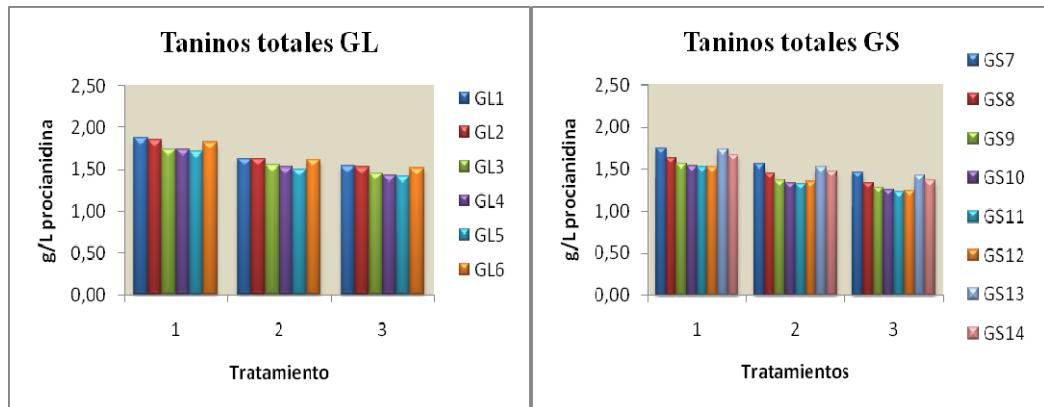 Taninos totales GL
g/L procianidina
2,50
2,00
1,50
1,00
0,50
0,00
1 2 3
Tratamiento
GL1
GL2
GL3
GL4
GL5
GL6
Taninos totales GS
g/L procianidina
2,50
2,00
1,50
1,00
0,50
0,00
1 2 3
Tratamientos
GS7
GS8
GS9
GS10
GS11
GS12
GS13
GS14